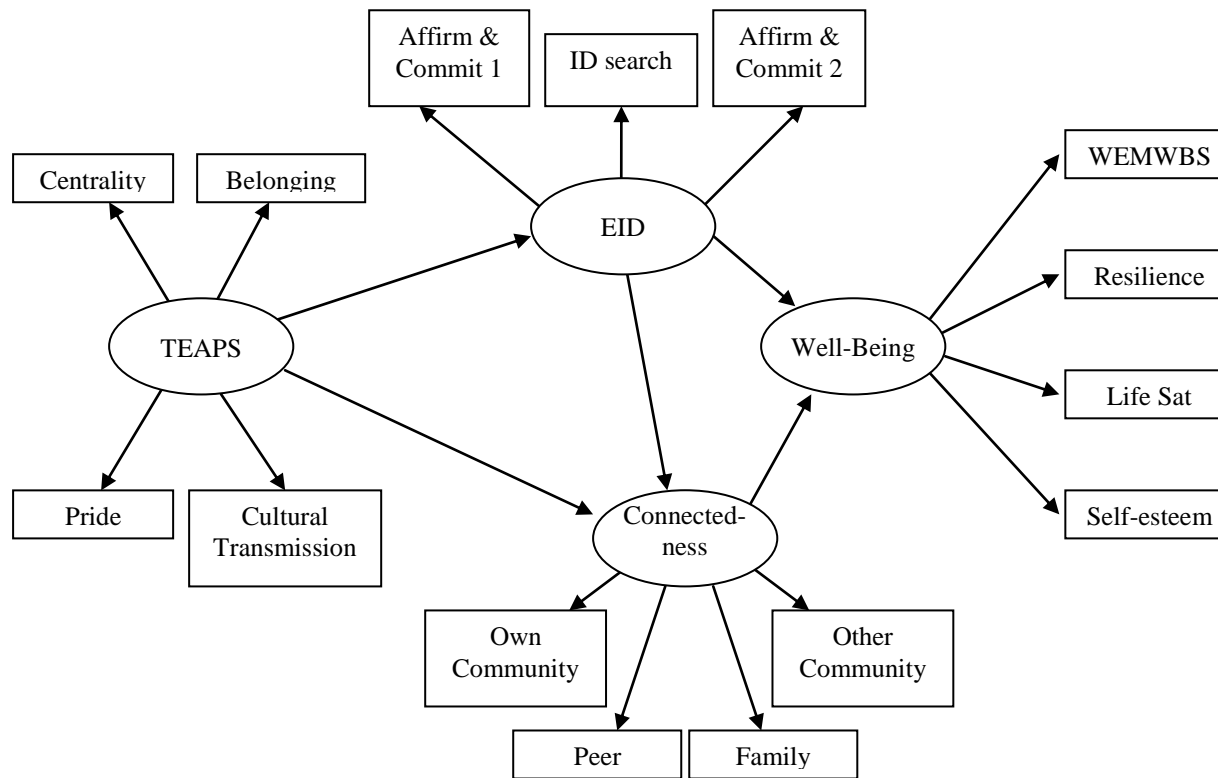 Affirm &
Commit 1
ID search
Affirm &
Commit 2
Centrality
Belonging
WEMWBS
EID
Resilience
TEAPS
Well-Being
Life Sat
Pride
Cultural
Transmission
Connected-
ness
Self-esteem
Own
Community
Other
Community
Peer
Family